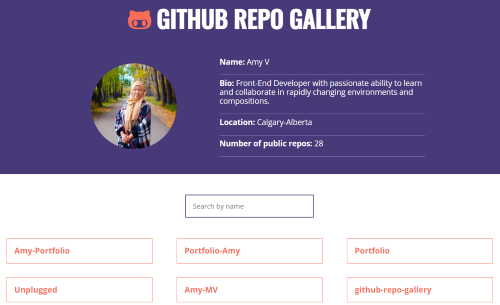 GITHUB REPO GALLERY
Name: Amy V
Bio: Front-End Developer with passionate ability to learn
and collaborate in rapidly changing environments and
compositions.
Location: Calgary-Alberta
Number of public repos: 28
Search by name
Amy-Portfolio
Portfolio-Amy
Portfolio
Unplugged
Amy-MV
github-repo-gallery